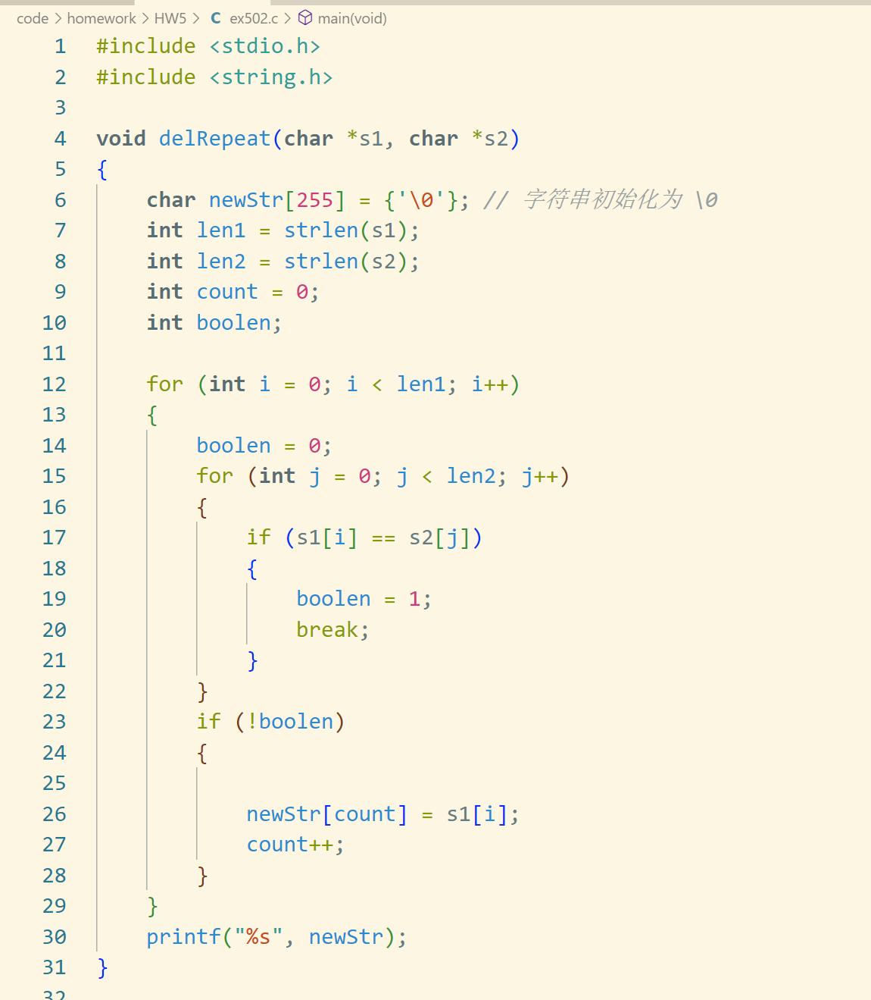 code > homework > HW5 > C ex502.c > main(void)
1 #include <stdio.h>
2 #include <string.h>
3
4 void delRepeat(char *s1, char *s2)
5 {
6     char newStr[255] = {'\0'}; // 字符串初始化为 \0
7     int len1 = strlen(s1);
8     int len2 = strlen(s2);
9     int count = 0;
10     int boolen;
11
12     for (int i = 0; i < len1; i++)
13     {
14         boolen = 0;
15         for (int j = 0; j < len2; j++)
16         {
17             if (s1[i] == s2[j])
18             {
19                 boolen = 1;
20                 break;
21             }
22         }
23         if (!boolen)
24         {
25
26             newStr[count] = s1[i];
27             count++;
28         }
29     }
30     printf("%s", newStr);
31 }
32